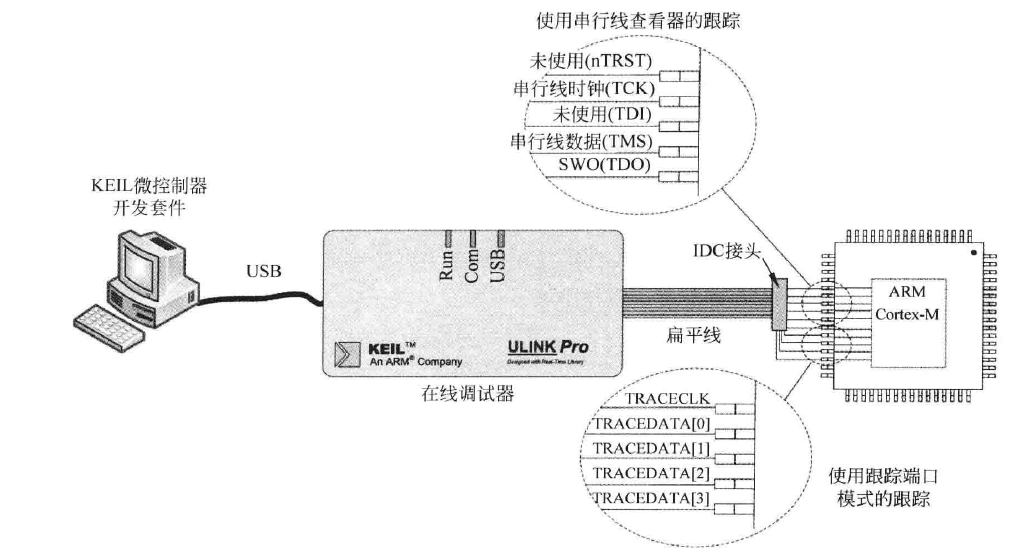 使用串行线查看器的跟踪
未使用(nTRST)
串行线时钟(TCK)
未使用(TDI)
串行线数据(TMS)
SWO(TDO)
KEIL微控制器
开发套件
USB
Run
Com
USB
KEIL™
An ARM® Company
ULINK Pro
Designed with Real-Time Library
在线调试器
IDC接头
扁平线
ARM
Cortex-M
TRACECLK
TRACEDATA[0]
TRACEDATA[1]
TRACEDATA[2]
TRACEDATA[3]
使用跟踪端口
模式的跟踪